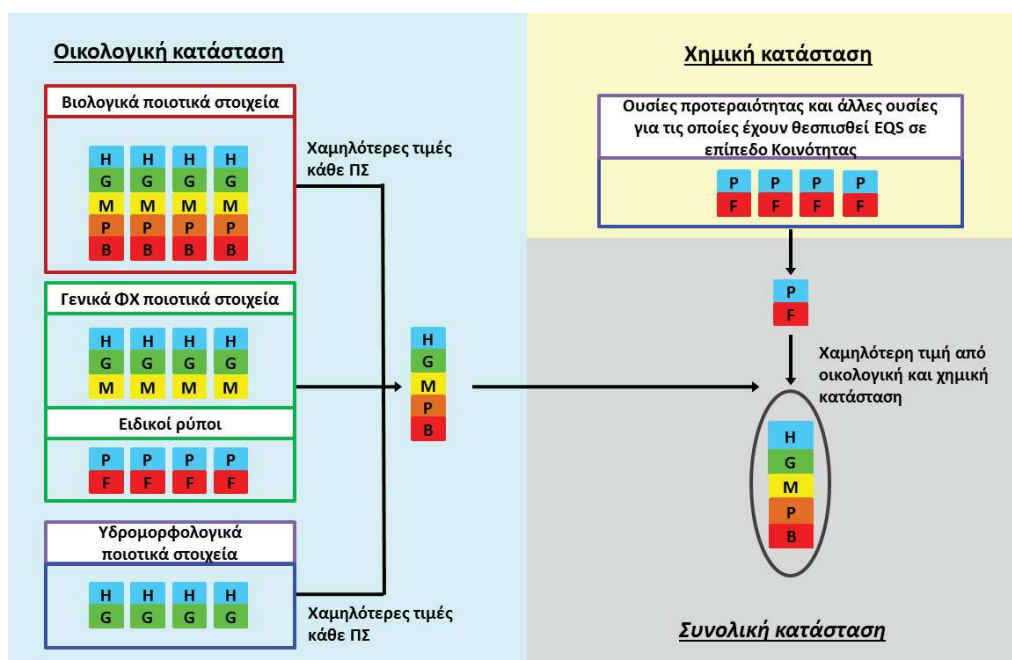 Οικολογική κατάσταση
Βιολογικά ποιοτικά στοιχεία
H H H H
G G G G
M M M M
P P P P
B B B B
Χαμηλότερες τιμές
κάθε ΠΣ
Γενικά ΦΧ ποιοτικά στοιχεία
H H H H
G G G G
M M M M
Ειδικοί ρύποι
P P P P
F F F F
Υδρομορφολογικά
ποιοτικά στοιχεία
H H H H
G G G G
Χαμηλότερες τιμές
κάθε ΠΣ
H
G
M
P
B
Χημική κατάσταση
Ουσίες προτεραιότητας και άλλες ουσίες
για τις οποίες έχουν θεσπισθεί EQS σε
επίπεδο Κοινότητας
P P P P
F F F F
P
F
Χαμηλότερη τιμή από
οικολογική και χημική
κατάσταση
H
G
M
P
B
Συνολική κατάσταση